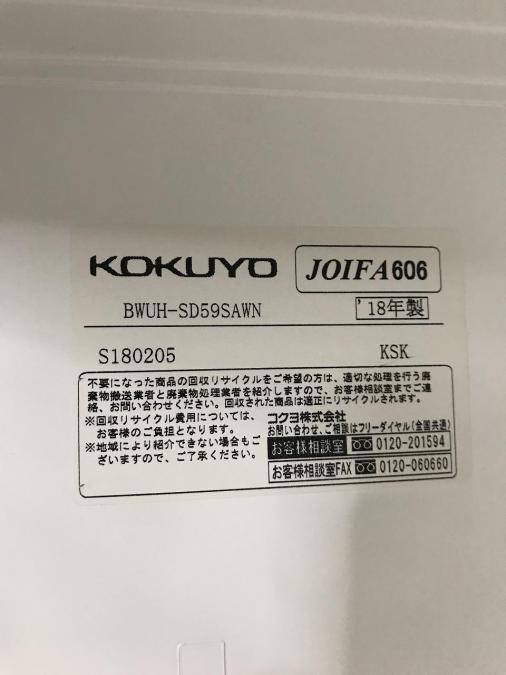 KOKUYO JOIFA606
BWUH-SD59SAWN '18年製
S180205 KSK
不要になった商品の回収リサイクルをご希望の方は、適切な処理を行う廃
棄物搬送業者と廃棄物処理業者を紹介しますので、お客様相談室までご連
絡、お問い合わせください。回収された商品は適正にリサイクルされます。
※回収リサイクル費用については、
お客様のご負担となります。
※地域により紹介できない場合もご
ざいますので、ご了承ください。
コクヨ株式会社
お問い合わせ、ご相談はフリーダイヤル(全国共通)
お客様相談室 0120-201594
お客様相談室FAX 0120-060660